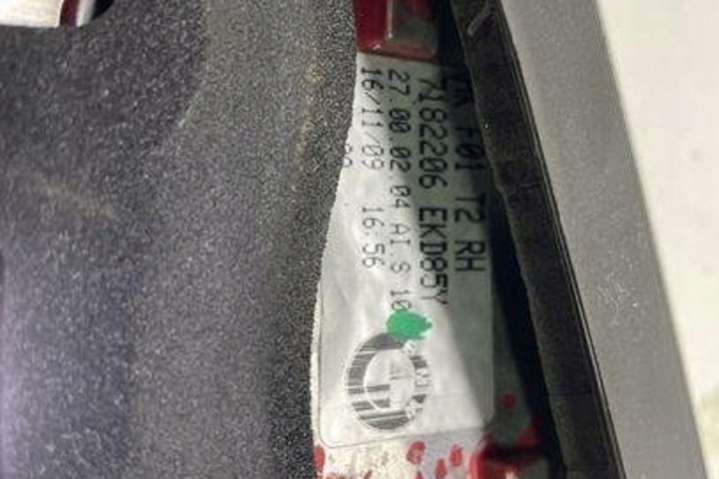 F01 T2 RH
7182206 EKD85Y
27.00 02 04 AI S 10
16/11/09 16:56